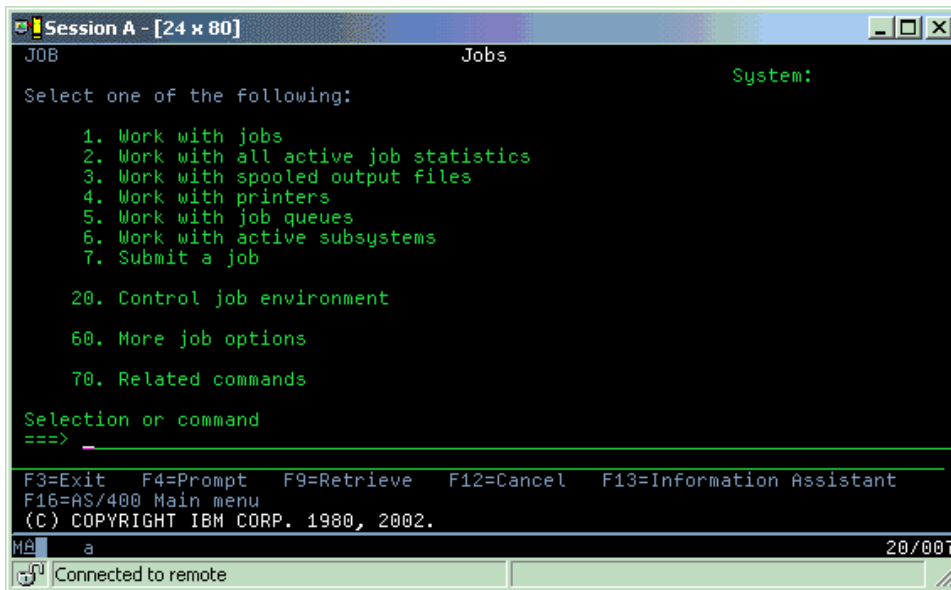 Session A - [24 x 80]
JOB Jobs
System:
Select one of the following:
1. Work with jobs
2. Work with all active job statistics
3. Work with spooled output files
4. Work with printers
5. Work with job queues
6. Work with active subsystems
7. Submit a job
20. Control job environment
60. More job options
70. Related commands
Selection or command
===> _
F3=Exit F4=Prompt F9=Retrieve F12=Cancel F13=Information Assistant
F16=AS/400 Main menu
(C) COPYRIGHT IBM CORP. 1980, 2002.
MA a 20/007
Connected to remote